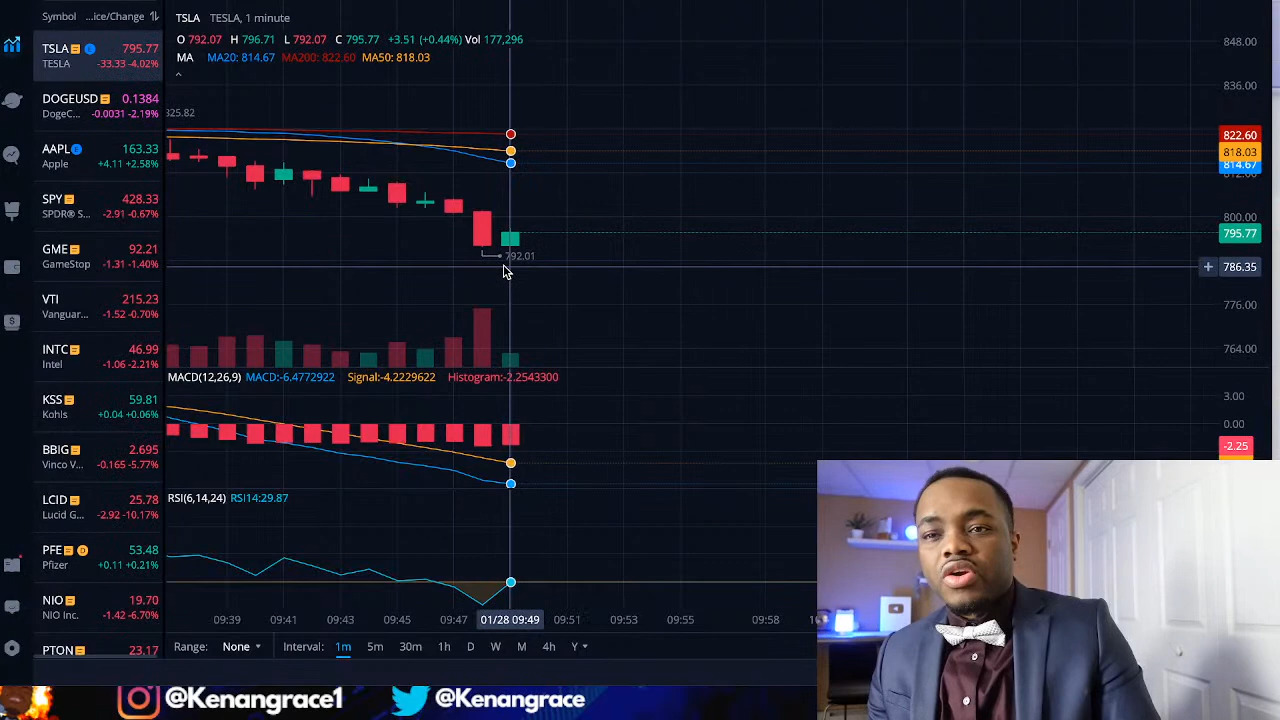 Symbol ...ice/Change
TSLA 795.77
TESLA -33.33 -4.02%
DOGEUSD 0.1384
DogeC... -0.0031 -2.19%
AAPL 163.33
Apple +4.11 +2.58%
SPY 428.33
SPDR® S... -2.91 -0.67%
GME 92.21
GameStop -1.31 -1.40%
VTI 215.23
Vanguar... -1.52 -0.70%
INTC 46.99
Intel -1.06 -2.21%
KSS 59.81
Kohls +0.04 +0.06%
BBIG 2.695
Vinco V... -0.165 -5.77%
LCID 25.78
Lucid G... -2.92 -10.17%
PFE D 53.48
Pfizer +0.11 +0.21%
NIO 19.70
NIO Inc. -1.42 -6.70%
PTON 23.17
TSLA TESLA, 1 minute
O 792.07 H 796.71 L 792.07 C 795.77 +3.51 (+0.44%) Vol 177,296
MA MA20: 814.67 MA200: 822.60 MA50: 818.03
825.82
792.01
848.00
836.00
822.60
818.03
814.67
812.00
800.00
795.77
786.35
776.00
764.00
MACD(12,26,9) MACD:-6.4772922 Signal:-4.2229622 Histogram:-2.2543300
3.00
0.00
-2.25
RSI(6,14,24) RSI14:29.87
09:39 09:41 09:43 09:45 09:47 01/28 09:49 09:51 09:53 09:55 09:58
Range: None Interval: 1m 5m 30m 1h D W M 4h Y
@Kenangrace1 @Kenangrace